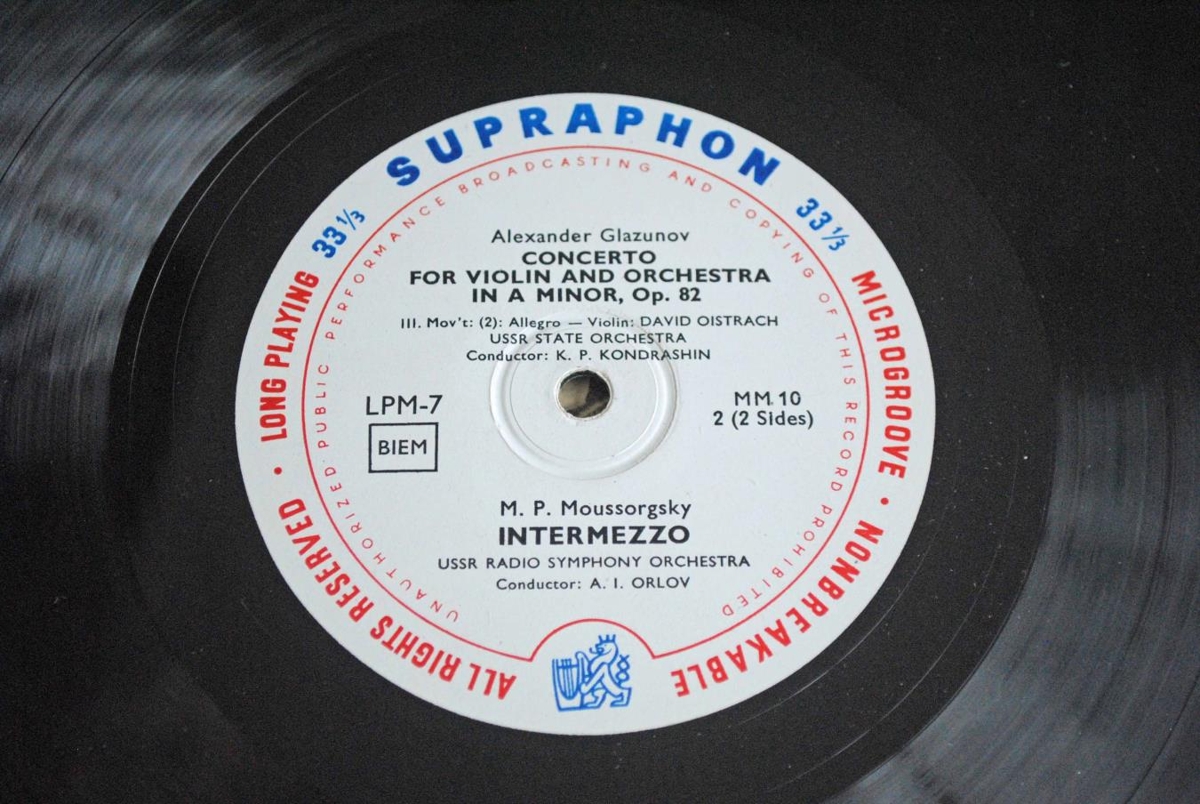 SUPRAPHON
33⅓
33⅓
LONG PLAYING
MICROGROOVE • NONBREAKABLE
• ALL RIGHTS RESERVED
UNAUTHORIZED PUBLIC PERFORMANCE BROADCASTING AND COPYING OF THIS RECORD PROHIBITED
Alexander Glazunov
CONCERTO
FOR VIOLIN AND ORCHESTRA
IN A MINOR, Op. 82
III. Mov't: (2): Allegro — Violin: DAVID OISTRACH
USSR STATE ORCHESTRA
Conductor: K. P. KONDRASHIN
LPM-7
BIEM
MM 10
2 (2 Sides)
M. P. Moussorgsky
INTERMEZZO
USSR RADIO SYMPHONY ORCHESTRA
Conductor: A. I. ORLOV